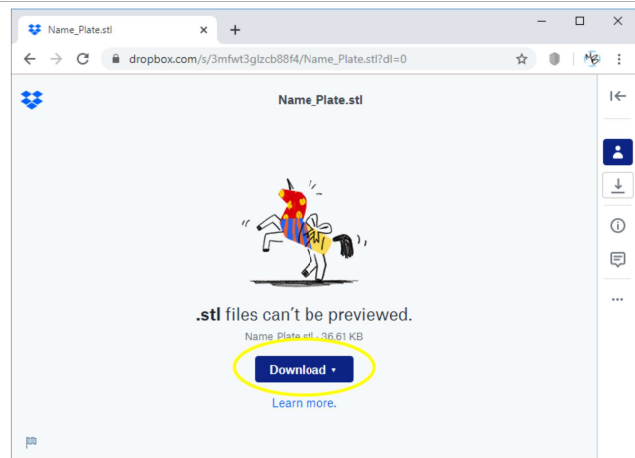 Name_Plate.stl
dropbox.com/s/3mfwt3glzcb88f4/Name_Plate.stl?dl=0
Name_Plate.stl
.stl files can't be previewed.
Name_Plate.stl · 36.61 KB
Download
Learn more.